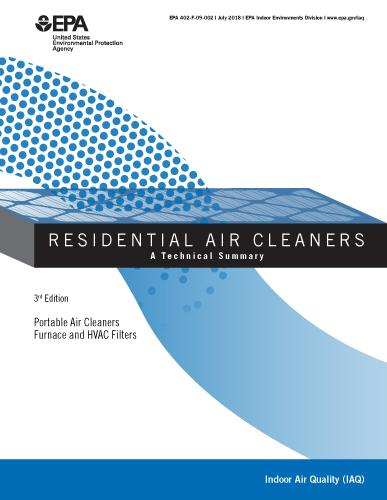 EPA
United States
Environmental Protection
Agency
EPA 402-F-09-002 | July 2018 | EPA Indoor Environments Division | www.epa.gov/iaq
RESIDENTIAL AIR CLEANERS
A Technical Summary
3rd Edition
Portable Air Cleaners
Furnace and HVAC Filters
Indoor Air Quality (IAQ)